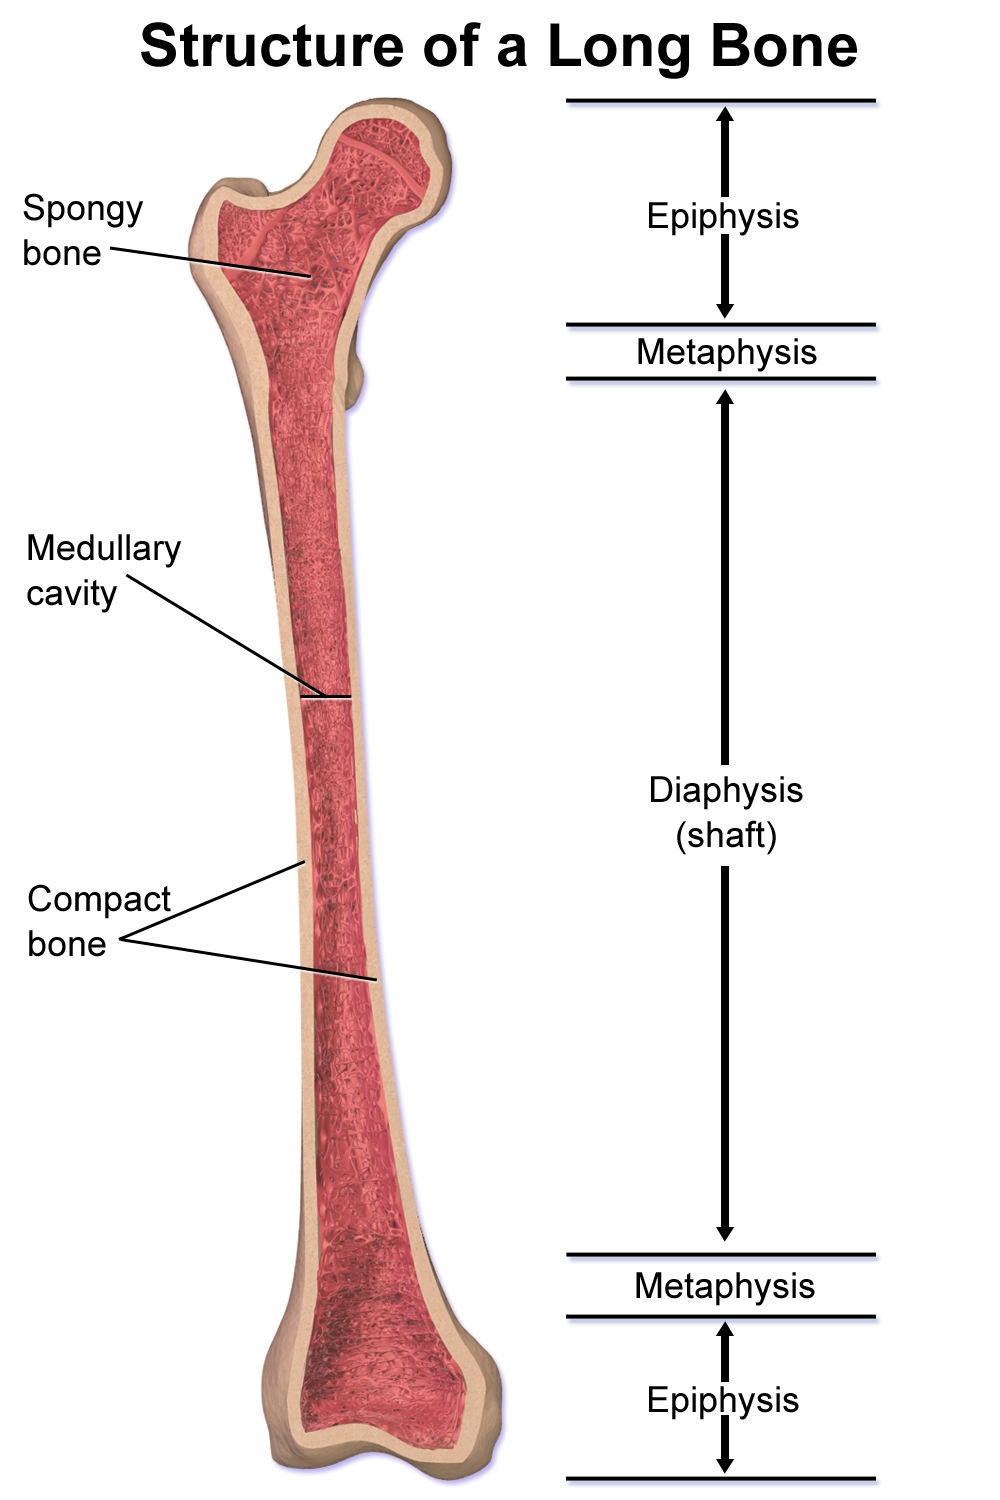 Structure of a Long Bone
Spongy
bone
Epiphysis
Metaphysis
Medullary
cavity
Diaphysis
(shaft)
Compact
bone
Metaphysis
Epiphysis